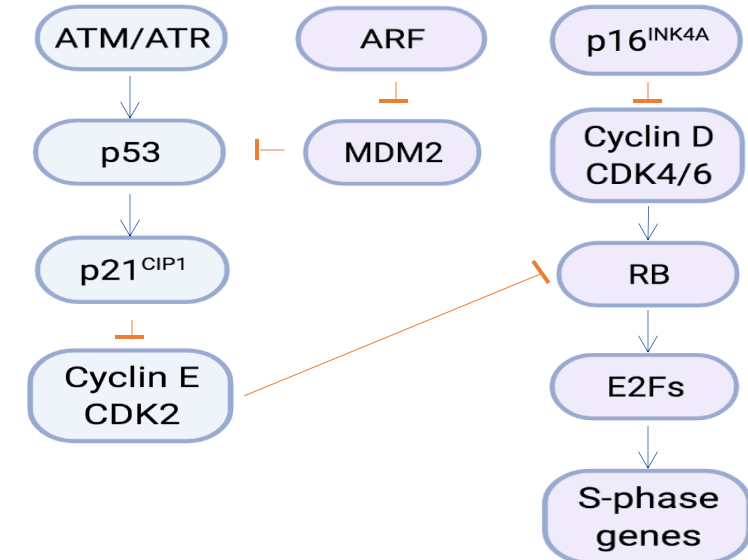 ATM/ATR
ARF
p16INK4A
p53
MDM2
Cyclin D
CDK4/6
p21CIP1
RB
Cyclin E
CDK2
E2Fs
S-phase
genes